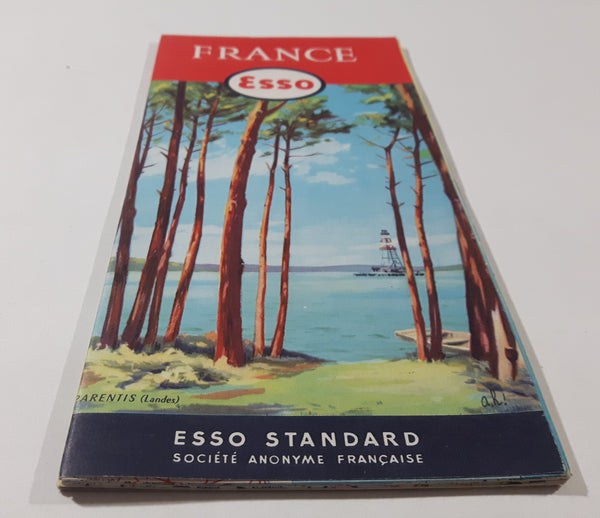 FRANCE
Esso
ARENTIS (Landes)
a.k!
ESSO STANDARD
SOCIÉTÉ ANONYME FRANÇAISE